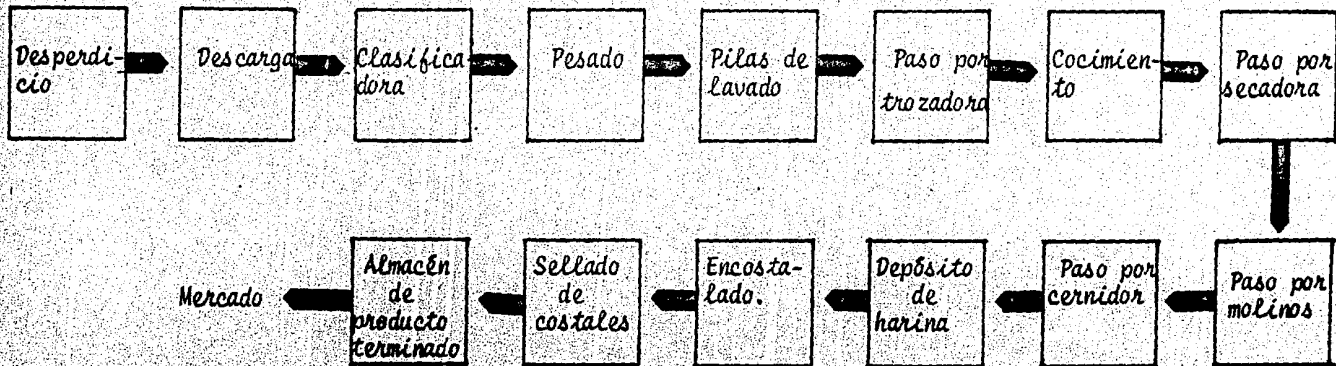 Desperdi-
cio
Descarga
Clasifica
dora
Pesado
Pilas de
lavado
Paso por
trozadora
Cocimien-
to
Paso por
secadora
Paso por
molinos
Paso por
cernidor
Depósito
de
harina
Encosta-
lado.
Sellado
de
costales
Almacén
de
producto
terminado
Mercado